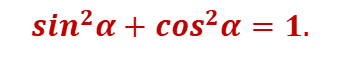 sin²α + cos²α = 1.